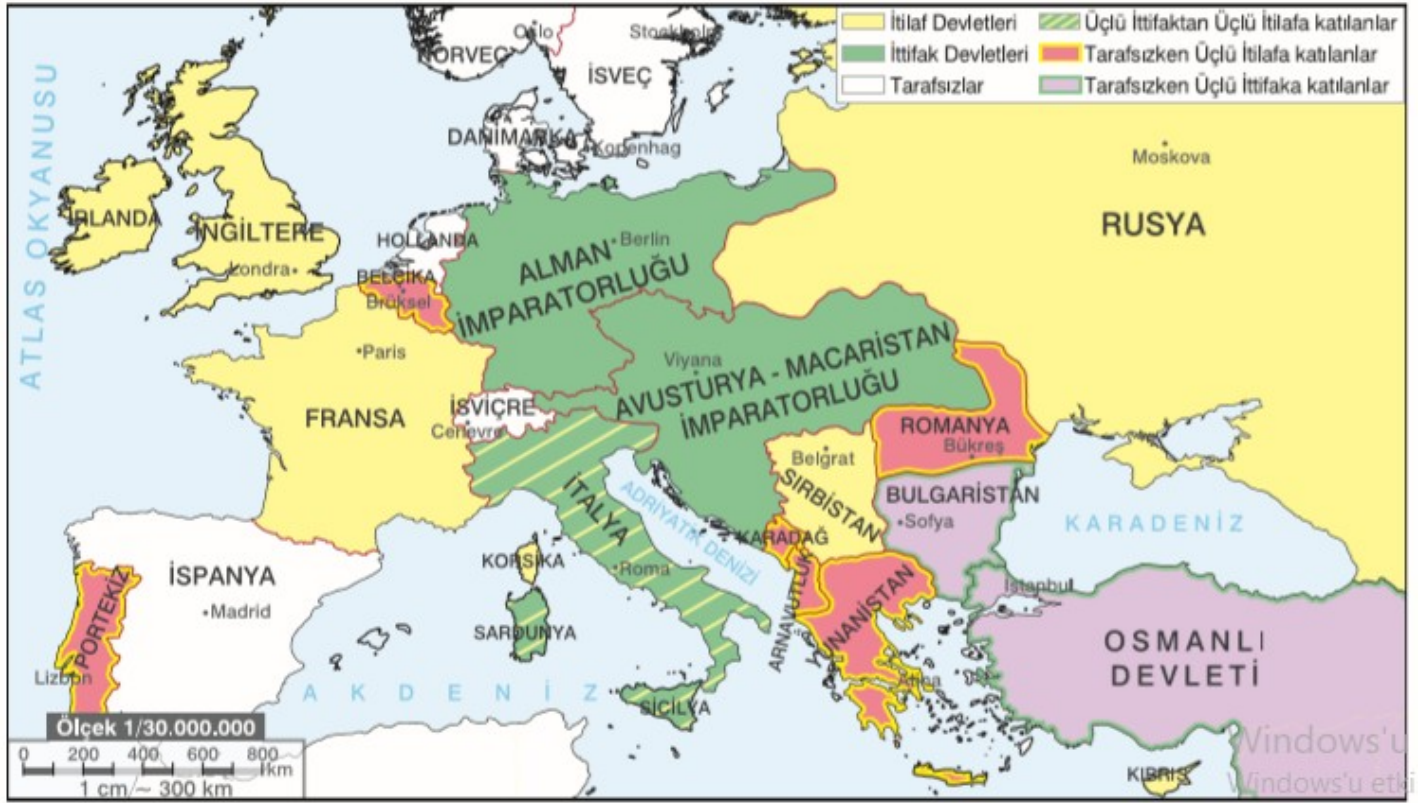 İtilaf Devletleri
İttifak Devletleri
Tarafsızlar
Üçlü İttifaktan Üçlü İtilafa katılanlar
Tarafsızken Üçlü İtilafa katılanlar
Tarafsızken Üçlü İttifaka katılanlar
ATLAS OKYANUSU
NORVEÇ
Oslo
Stockholm
İSVEÇ
DANİMARKA
Kopenhag
Moskova
RUSYA
İRLANDA
İNGİLTERE
Londra
HOLLANDA
BELÇİKA
Brüksel
ALMAN
İMPARATORLUĞU
Berlin
Paris
FRANSA
İSVİÇRE
Cenevre
Viyana
AVUSTURYA - MACARİSTAN
İMPARATORLUĞU
ROMANYA
Bükreş
Belgrat
SIRBİSTAN
BULGARİSTAN
Sofya
KARADENİZ
İTALYA
ADRİYATİK DENİZİ
KARADAĞ
KORSİKA
Roma
ARNAVUTLUK
YUNANİSTAN
İstanbul
İSPANYA
Madrid
PORTEKİZ
Lizbon
SARDUNYA
SİCİLYA
Atina
OSMANLI
DEVLETİ
AKDENİZ
KIBRIS
Ölçek 1/30.000.000
0 200 400 600 800
km
1 cm / ~ 300 km
Windows'u
Windows'u etki